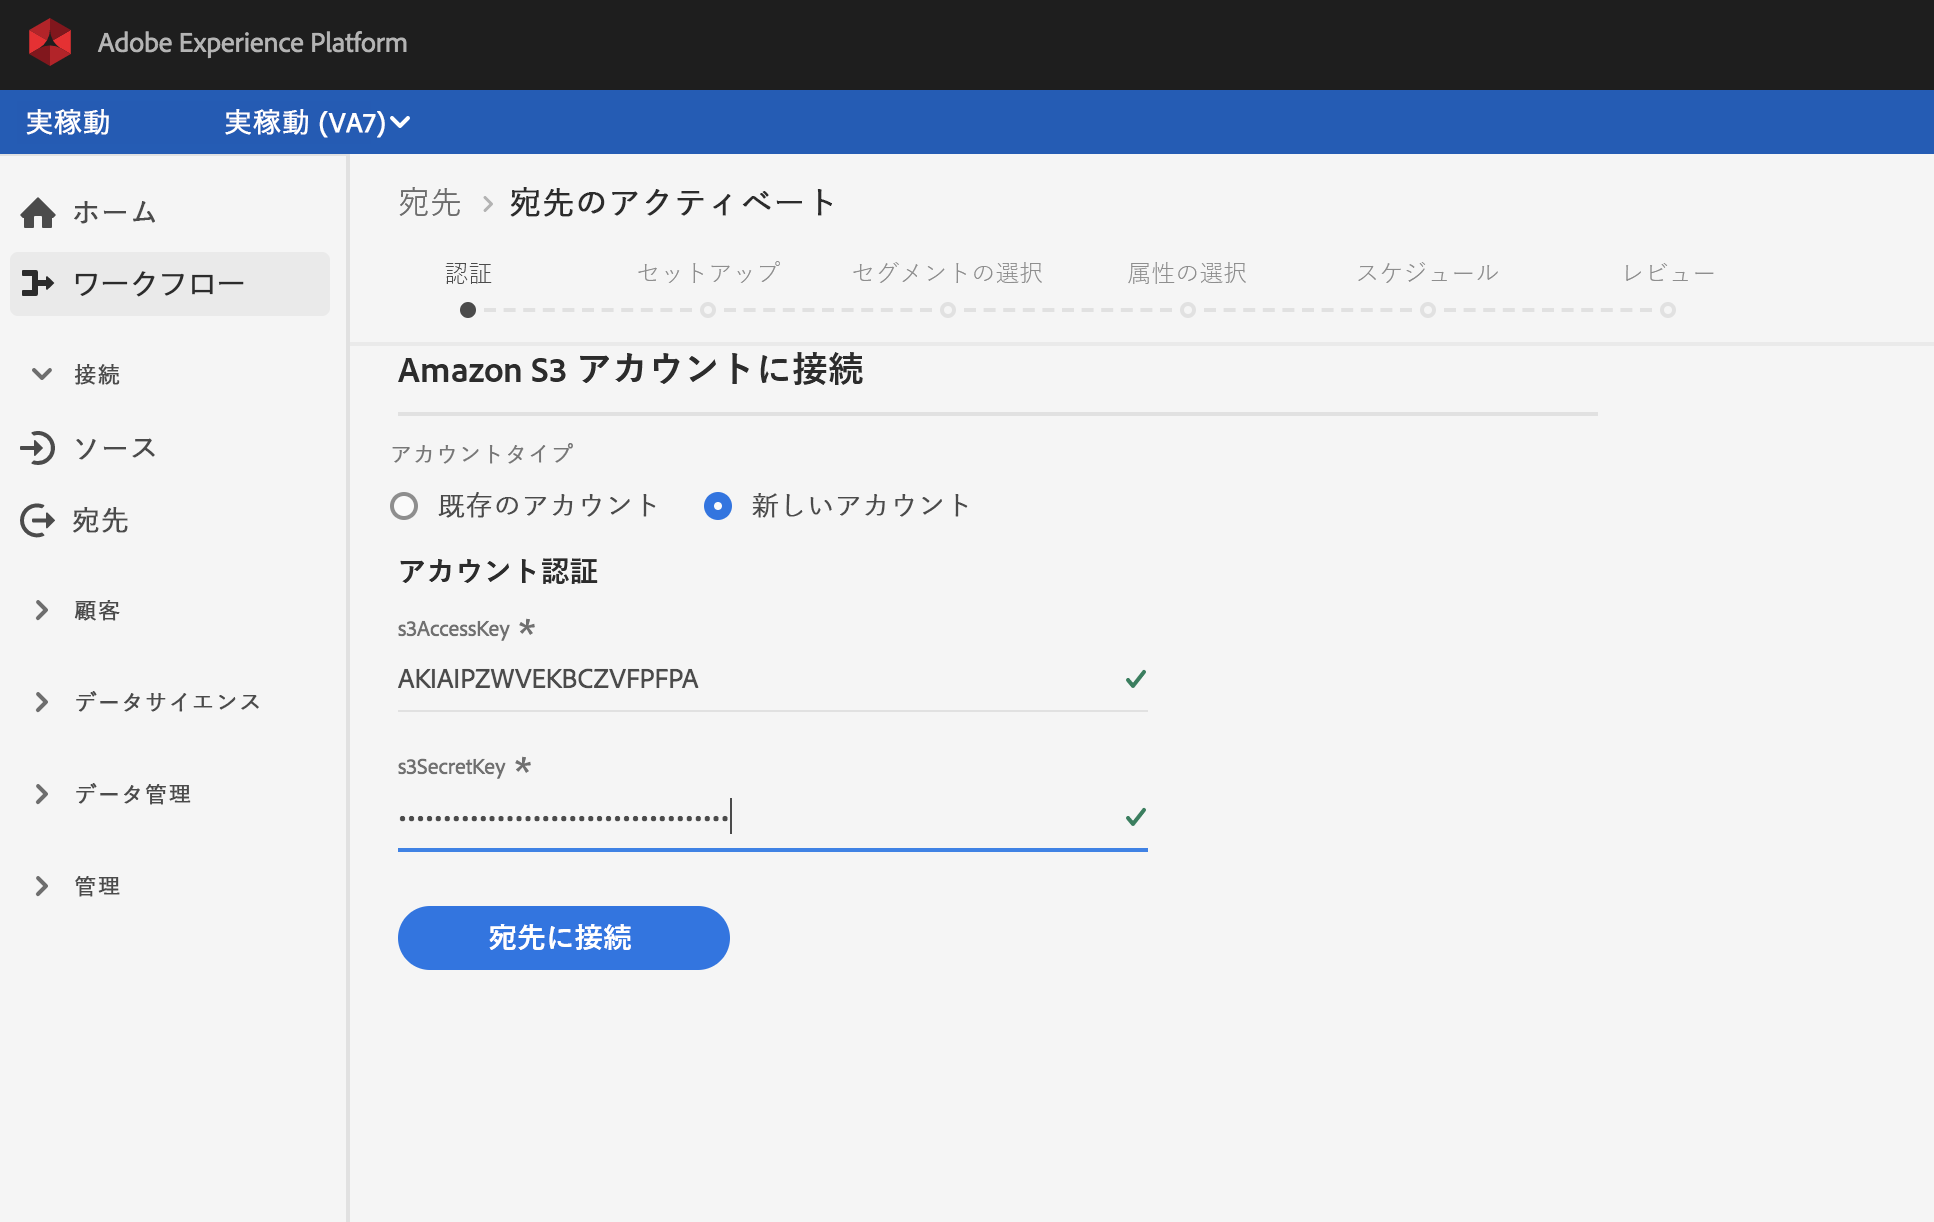 Adobe Experience Platform
実稼動
実稼動 (VA7)
ホーム
ワークフロー
接続
ソース
宛先
顧客
データサイエンス
データ管理
管理
宛先 > 宛先のアクティベート
認証
セットアップ
セグメントの選択
属性の選択
スケジュール
レビュー
Amazon S3 アカウントに接続
アカウントタイプ
既存のアカウント
新しいアカウント
アカウント認証
s3AccessKey *
AKIAIPZWVEKBCZVFPFPA
s3SecretKey *
宛先に接続